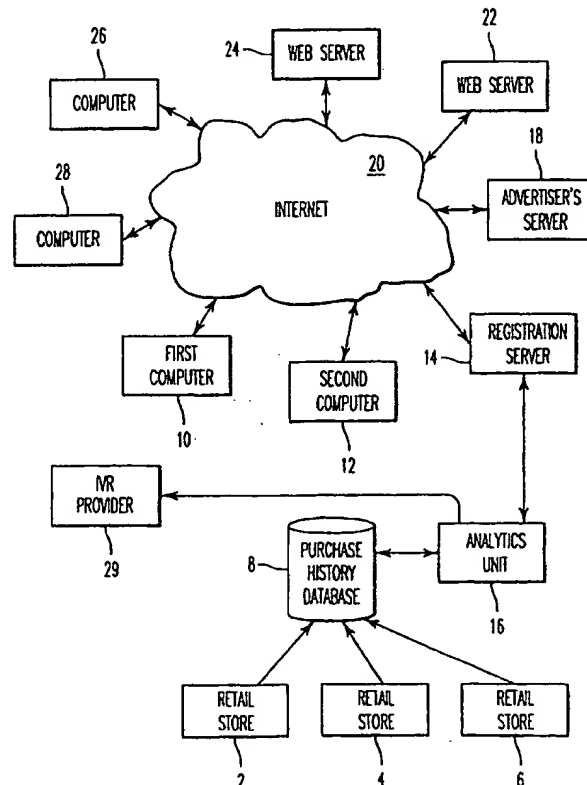 26
24
WEB SERVER
22
COMPUTER
WEB SERVER
20
18
28
INTERNET
ADVERTISER'S
SERVER
COMPUTER
FIRST
COMPUTER
SECOND
COMPUTER
14
REGISTRATION
SERVER
10
12
IVR
PROVIDER
29
8
PURCHASE
HISTORY
DATABASE
ANALYTICS
UNIT
16
RETAIL
STORE
RETAIL
STORE
RETAIL
STORE
2
4
6